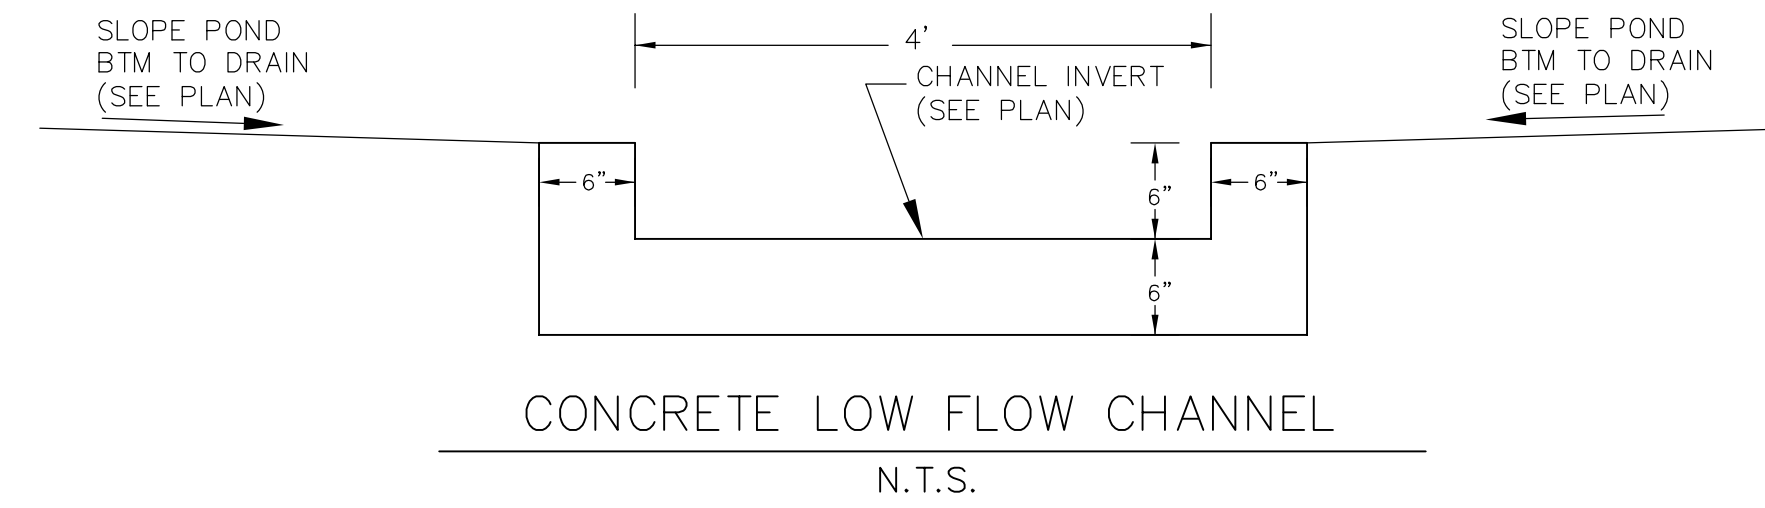 SLOPE POND
BTM TO DRAIN
(SEE PLAN)
4'
CHANNEL INVERT
(SEE PLAN)
SLOPE POND
BTM TO DRAIN
(SEE PLAN)
6"
6"
6"
6"
CONCRETE LOW FLOW CHANNEL
N.T.S.